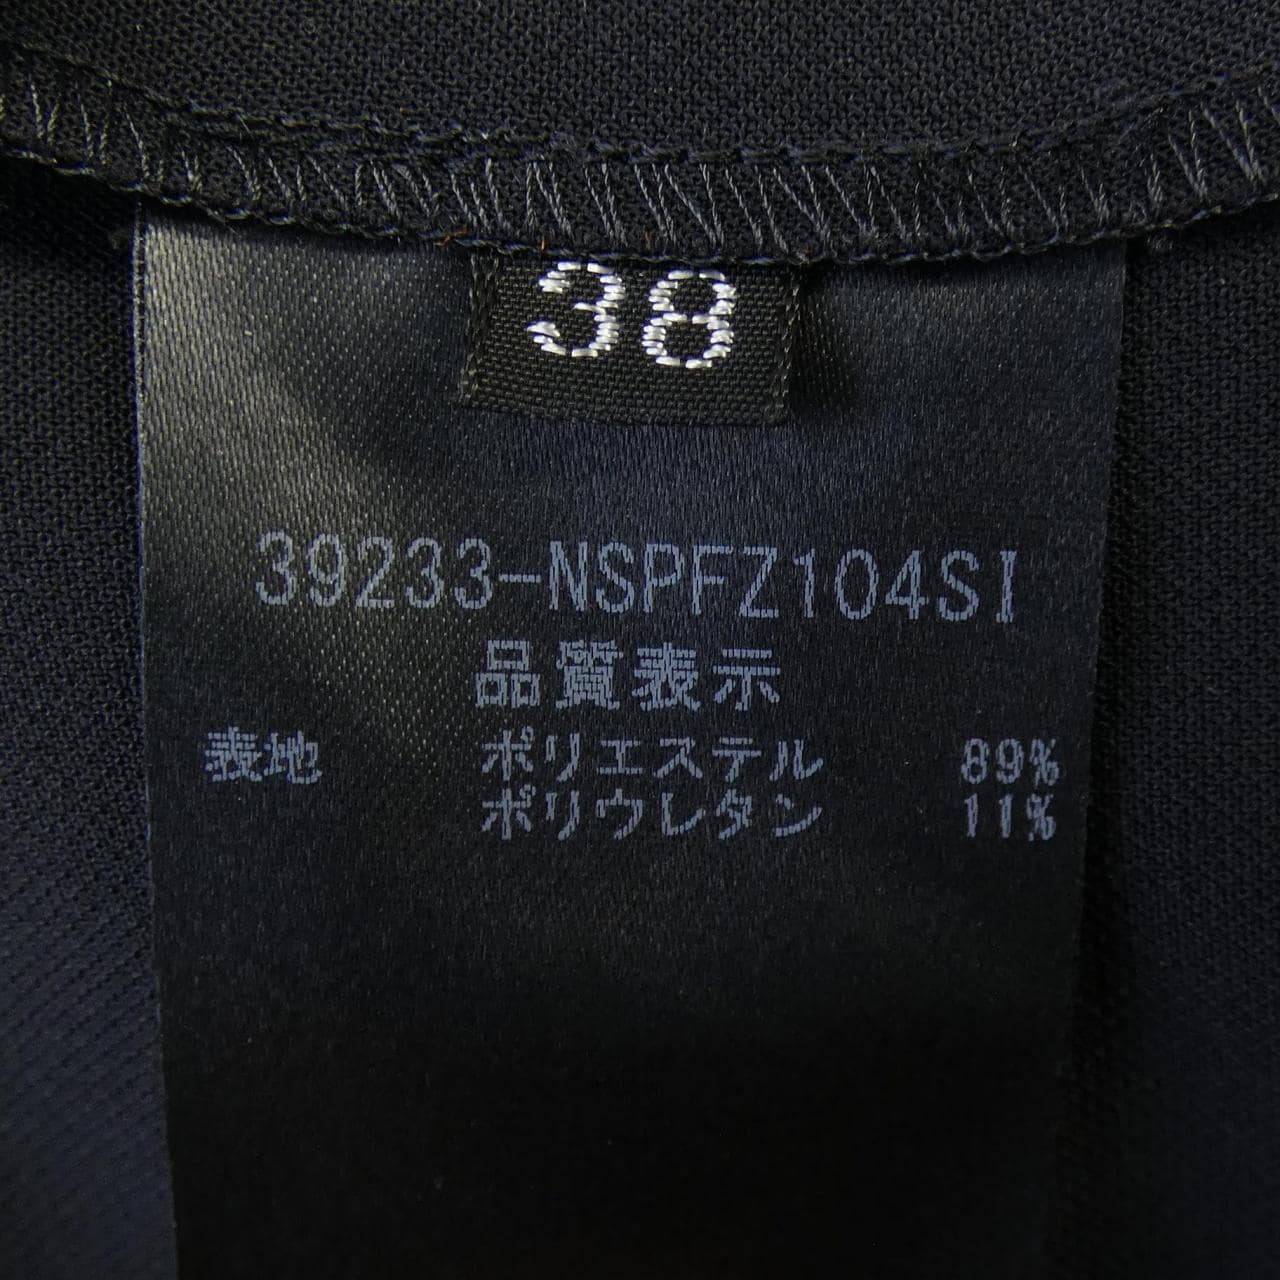 38
39233-NSPFZ104SI
品質表示
表地 ポリエステル 89%
ポリウレタン 11%